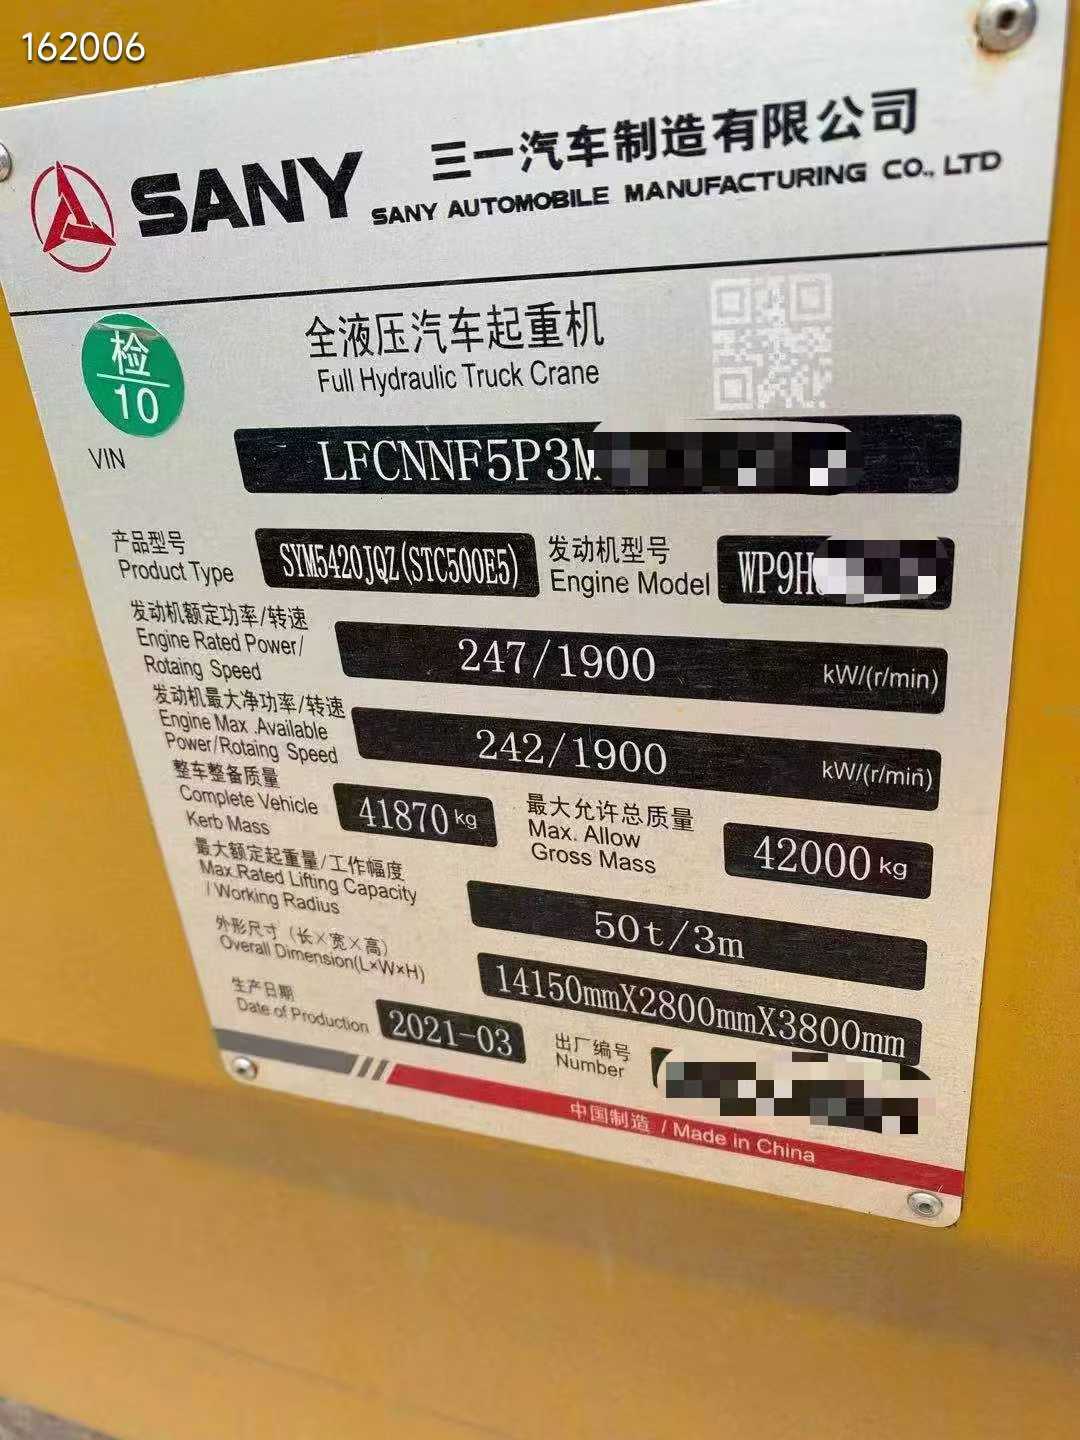 162006
SANY 三一汽车制造有限公司
SANY AUTOMOBILE MANUFACTURING CO., LTD
检
10
全液压汽车起重机
Full Hydraulic Truck Crane
VIN LFCNNF5P3M
产品型号
Product Type SYM5420JQZ(STC500E5)
发动机型号
Engine Model WP9H
发动机额定功率/转速
Engine Rated Power/
Rotaing Speed
247/1900 kW/(r/min)
发动机最大净功率/转速
Engine Max .Available
Power/Rotaing Speed
242/1900 kW/(r/min)
整车整备质量
Complete Vehicle
Kerb Mass
41870 kg
最大允许总质量
Max. Allow
Gross Mass
42000 kg
最大额定起重量/工作幅度
Max.Rated Lifting Capacity
/ Working Radius
50t/3m
外形尺寸（长×宽×高）
Overall Dimension(L×W×H)
14150mmX2800mmX3800mm
生产日期
Date of Production 2021-03
出厂编号
Number
中国制造 / Made in China